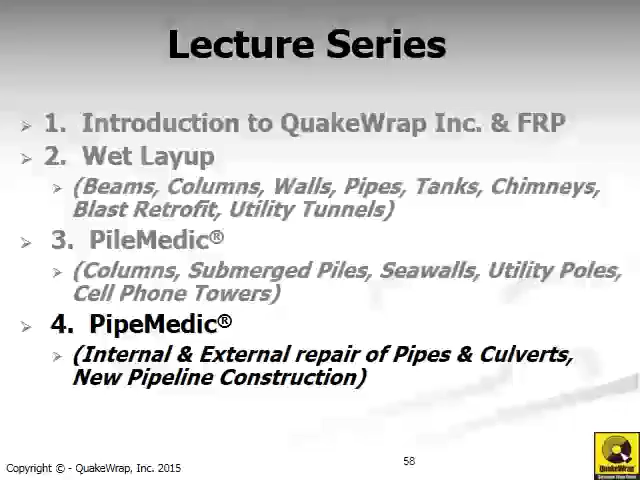 Lecture Series
1. Introduction to QuakeWrap Inc. & FRP
2. Wet Layup
(Beams, Columns, Walls, Pipes, Tanks, Chimneys,
Blast Retrofit, Utility Tunnels)
3. PileMedic®
(Columns, Submerged Piles, Seawalls, Utility Poles,
Cell Phone Towers)
4. PipeMedic®
(Internal & External repair of Pipes & Culverts,
New Pipeline Construction)
Copyright © - QuakeWrap, Inc. 2015
58
QuakeWrap